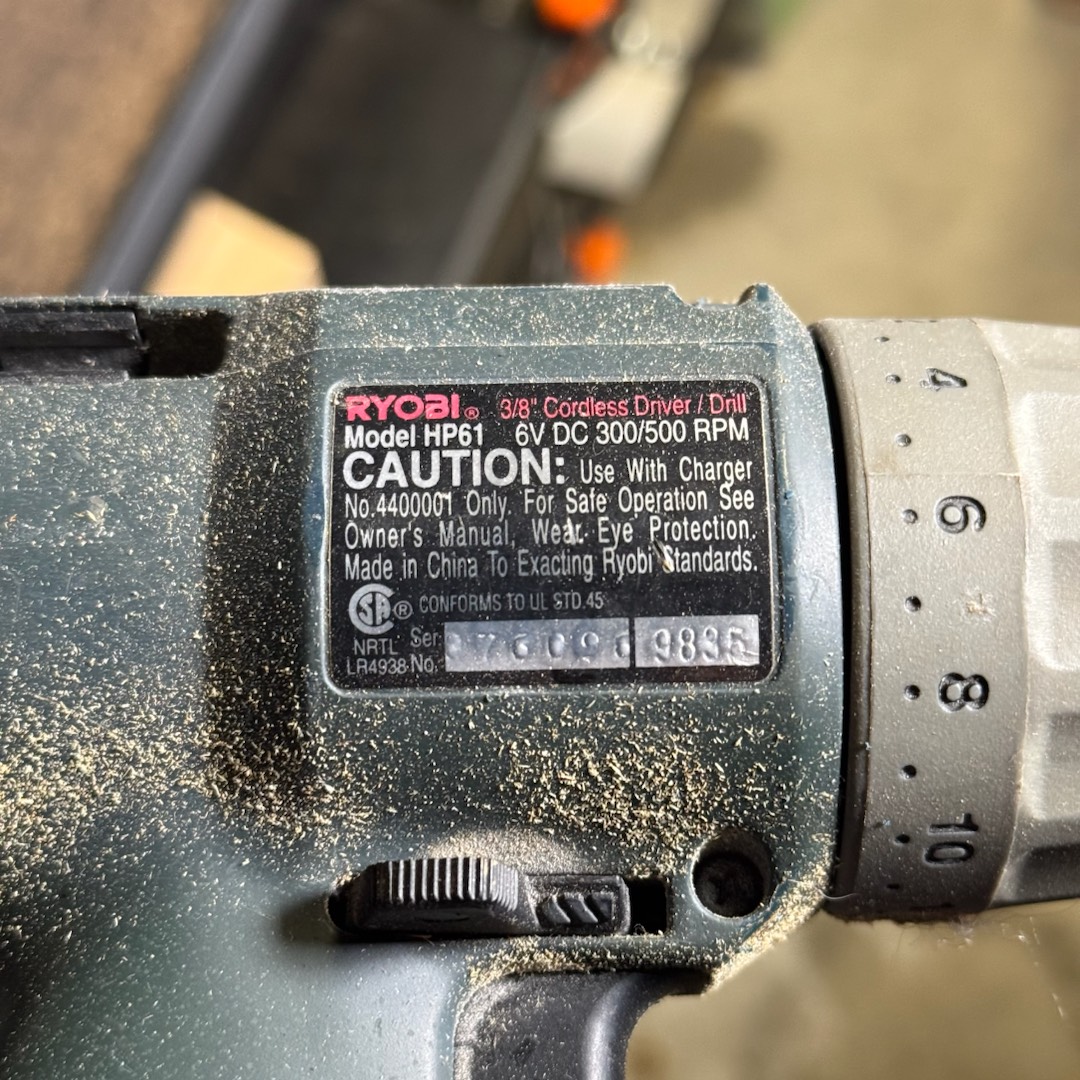 RYOBI® 3/8" Cordless Driver / Drill
Model HP61 6V DC 300/500 RPM
CAUTION: Use With Charger
No.4400001 Only. For Safe Operation See
Owner's Manual, Wear Eye Protection.
Made in China To Exacting Ryobi Standards.
SA® CONFORMS TO UL STD.45
NRTL
LR4938
Ser.
No.
9835
4
6
8
10